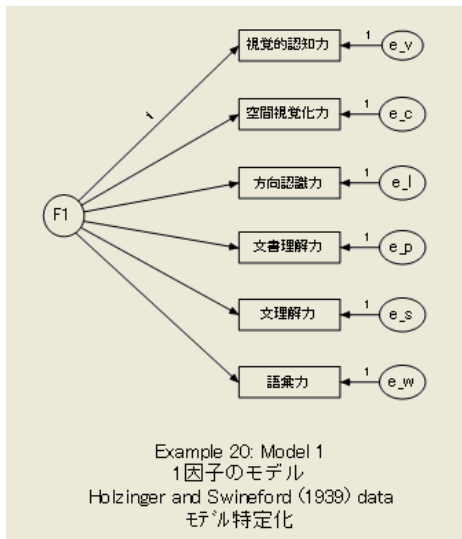 1
視覚的認知力
1
e_v
空間視覚化力
1
e_c
方向認識力
1
e_l
F1
文書理解力
1
e_p
文理解力
1
e_s
語彙力
1
e_w
Example 20: Model 1
1因子のモデル
Holzinger and Swineford (1939) data
モデル特定化